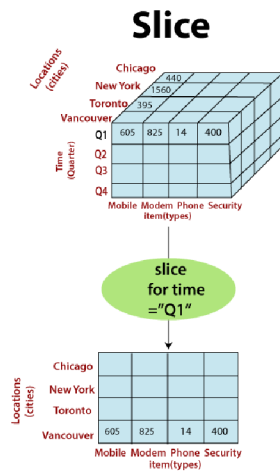 Slice
Locations
(cities)
Chicago
440
New York
1560
Toronto
395
Vancouver
Time
(Quarter)
Q1 605 825 14 400
Q2
Q3
Q4
Mobile Modem Phone Security
item(types)
slice
for time
="Q1"
Locations
(cities)
Chicago
New York
Toronto
Vancouver 605 825 14 400
Mobile Modem Phone Security
item(types)